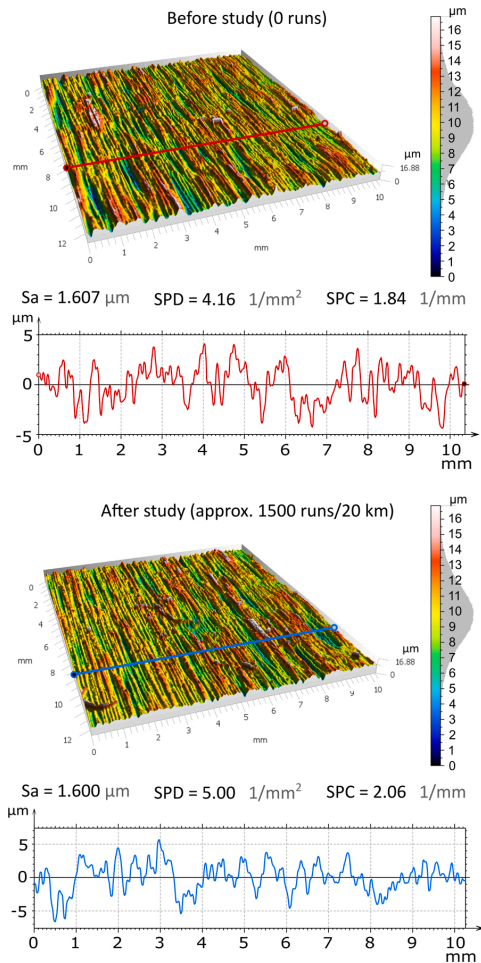 Before study (0 runs)
µm
16
15
14
13
12
11
10
9
8
7
6
5
4
3
2
1
0
0
2
4
6
8
10
12
mm
0 1 2 3 4 5 6 7 8 9 10
mm
µm
16.88
0
Sa = 1.607 µm SPD = 4.16 1/mm² SPC = 1.84 1/mm
µm
5
0
-5
0 1 2 3 4 5 6 7 8 9 10
mm
After study (approx. 1500 runs/20 km)
µm
16
15
14
13
12
11
10
9
8
7
6
5
4
3
2
1
0
0
2
4
6
8
10
12
mm
0 1 2 3 4 5 6 7 8 9 10
mm
µm
16.88
0
Sa = 1.600 µm SPD = 5.00 1/mm² SPC = 2.06 1/mm
µm
5
0
-5
0 1 2 3 4 5 6 7 8 9 10
mm